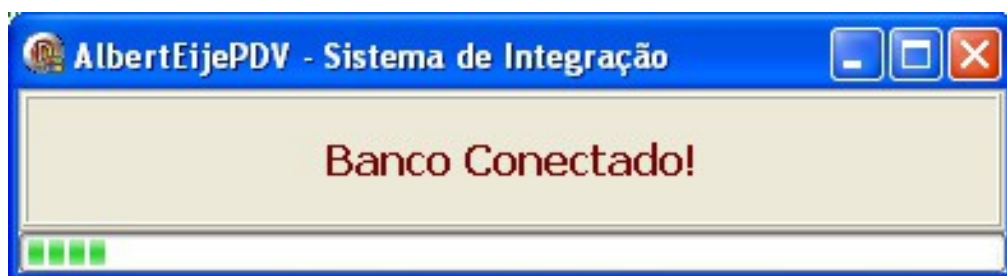 AlbertEijePDV - Sistema de Integração
Banco Conectado!